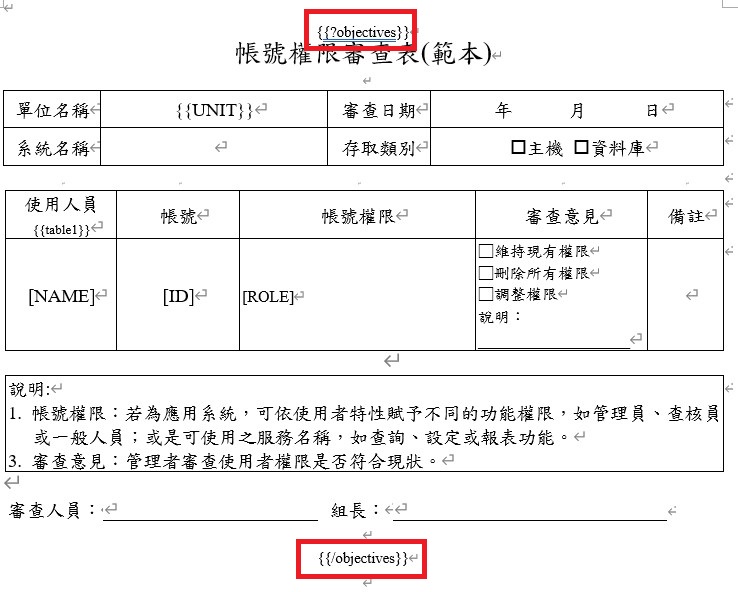 {{?objectives}}
帳號權限審查表(範本)
單位名稱 {{UNIT}} 審查日期 年 月 日
系統名稱 存取類別 □主機 □資料庫
使用人員 {{table1}} 帳號 帳號權限 審查意見 備註
[NAME] [ID] [ROLE]
□維持現有權限
□刪除所有權限
□調整權限
說明：
說明:
1. 帳號權限：若為應用系統，可依使用者特性賦予不同的功能權限，如管理員、查核員
或一般人員；或是可使用之服務名稱，如查詢、設定或報表功能。
3. 審查意見：管理者審查使用者權限是否符合現狀。
審查人員： 組長：
{{/objectives}}